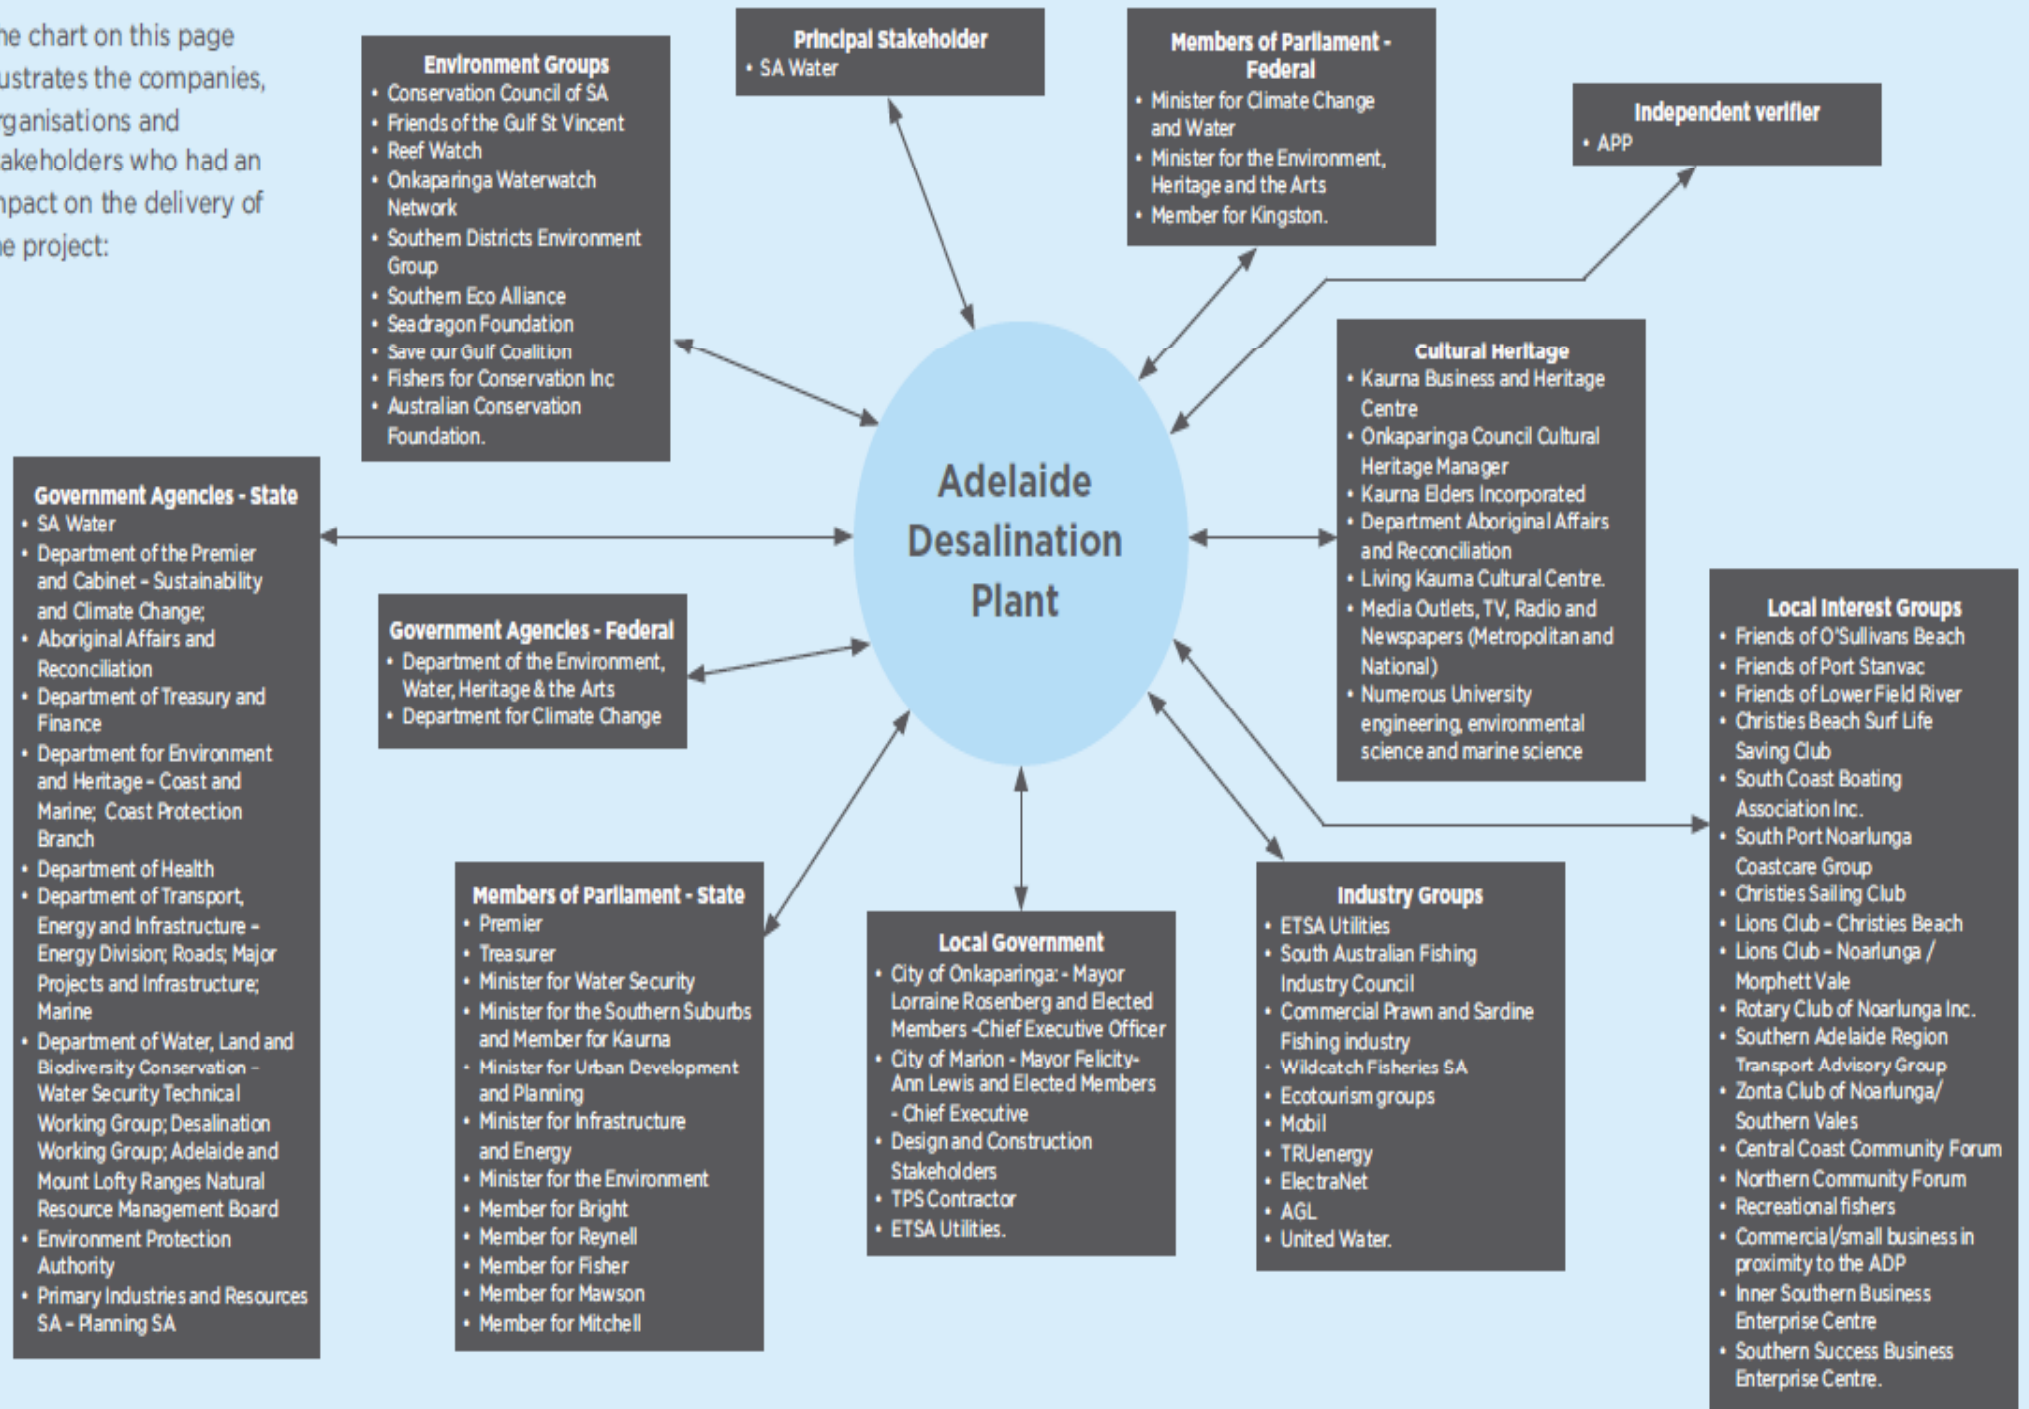 he chart on this page
ustrates the companies,
rganisations and
akeholders who had an
npact on the delivery of
ne project:
Environment Groups
• Conservation Council of SA
• Friends of the Gulf St Vincent
• Reef Watch
• Onkaparinga Waterwatch
Network
• Southern Districts Environment
Group
• Southern Eco Alliance
• Seadragon Foundation
• Save our Gulf Coalition
• Fishers for Conservation Inc
• Australian Conservation
Foundation.
Principal Stakeholder
• SA Water
Members of Parliament -
Federal
• Minister for Climate Change
and Water
• Minister for the Environment,
Heritage and the Arts
• Member for Kingston.
Independent verifier
• APP
Adelaide
Desalination
Plant
Cultural Heritage
• Kaurna Business and Heritage
Centre
• Onkaparinga Council Cultural
Heritage Manager
• Kaurna Elders Incorporated
• Department Aboriginal Affairs
and Reconciliation
• Living Kaurna Cultural Centre.
• Media Outlets, TV, Radio and
Newspapers (Metropolitan and
National)
• Numerous University
engineering, environmental
science and marine science
Government Agencies - State
• SA Water
• Department of the Premier
and Cabinet – Sustainability
and Climate Change;
• Aboriginal Affairs and
Reconciliation
• Department of Treasury and
Finance
• Department for Environment
and Heritage – Coast and
Marine; Coast Protection
Branch
• Department of Health
• Department of Transport,
Energy and Infrastructure –
Energy Division; Roads; Major
Projects and Infrastructure;
Marine
• Department of Water, Land and
Biodiversity Conservation –
Water Security Technical
Working Group; Desalination
Working Group; Adelaide and
Mount Lofty Ranges Natural
Resource Management Board
• Environment Protection
Authority
• Primary Industries and Resources
SA – Planning SA
Government Agencies - Federal
• Department of the Environment,
Water, Heritage & the Arts
• Department for Climate Change
Members of Parliament - State
• Premier
• Treasurer
• Minister for Water Security
• Minister for the Southern Suburbs
and Member for Kaurna
• Minister for Urban Development
and Planning
• Minister for Infrastructure
and Energy
• Minister for the Environment
• Member for Bright
• Member for Reynell
• Member for Fisher
• Member for Mawson
• Member for Mitchell
Local Government
• City of Onkaparinga: - Mayor
Lorraine Rosenberg and Elected
Members -Chief Executive Officer
• City of Marion - Mayor Felicity-
Ann Lewis and Elected Members
- Chief Executive
• Design and Construction
Stakeholders
• TPS Contractor
• ETSA Utilities.
Industry Groups
• ETSA Utilities
• South Australian Fishing
Industry Council
• Commercial Prawn and Sardine
Fishing industry
• Wildcatch Fisheries SA
• Ecotourism groups
• Mobil
• TRUenergy
• ElectraNet
• AGL
• United Water.
Local Interest Groups
• Friends of O'Sullivans Beach
• Friends of Port Stanvac
• Friends of Lower Field River
• Christies Beach Surf Life
Saving Club
• South Coast Boating
Association Inc.
• South Port Noarlunga
Coastcare Group
• Christies Sailing Club
• Lions Club – Christies Beach
• Lions Club – Noarlunga /
Morphett Vale
• Rotary Club of Noarlunga Inc.
• Southern Adelaide Region
Transport Advisory Group
• Zonta Club of Noarlunga/
Southern Vales
• Central Coast Community Forum
• Northern Community Forum
• Recreational fishers
• Commercial/small business in
proximity to the ADP
• Inner Southern Business
Enterprise Centre
• Southern Success Business
Enterprise Centre.